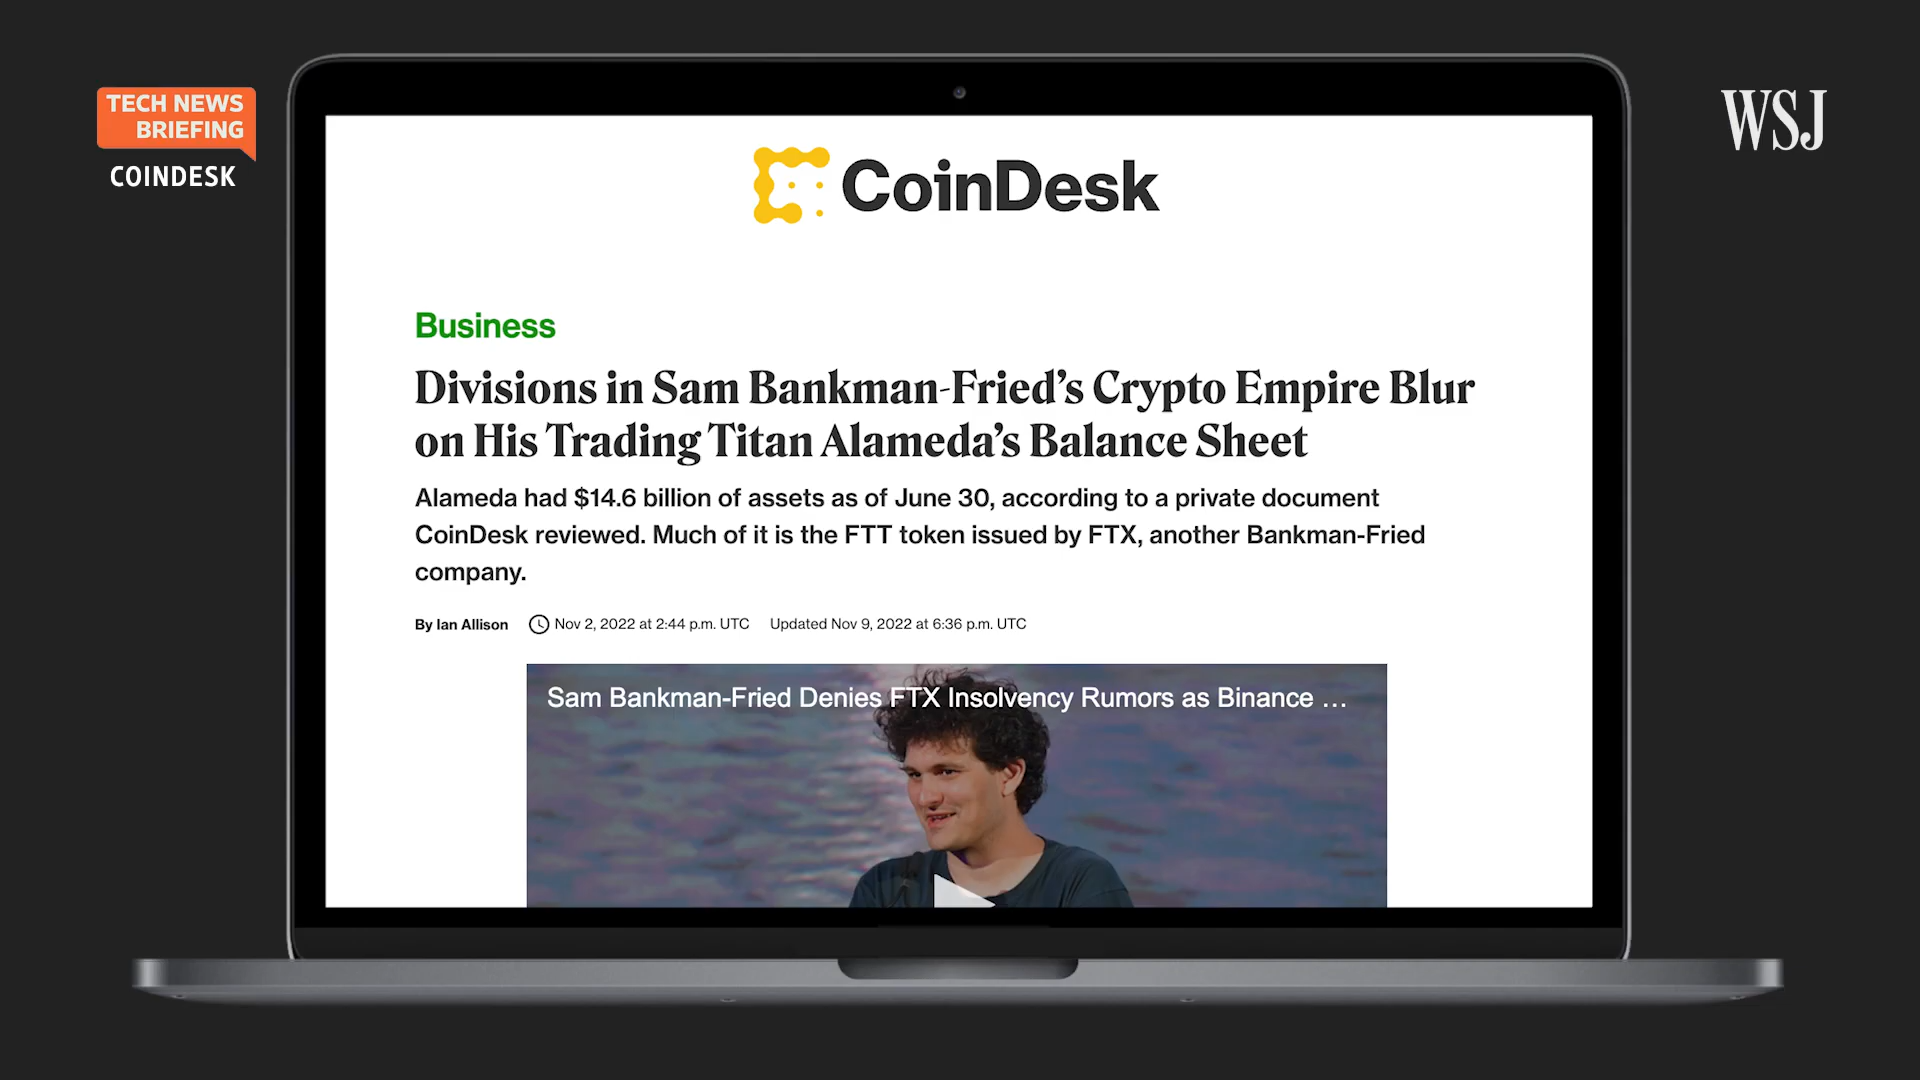 TECH NEWS
BRIEFING
COINDESK
WSJ
CoinDesk
Business
Divisions in Sam Bankman-Fried’s Crypto Empire Blur
on His Trading Titan Alameda’s Balance Sheet
Alameda had $14.6 billion of assets as of June 30, according to a private document
CoinDesk reviewed. Much of it is the FTT token issued by FTX, another Bankman-Fried
company.
By Ian Allison Nov 2, 2022 at 2:44 p.m. UTC Updated Nov 9, 2022 at 6:36 p.m. UTC
Sam Bankman-Fried Denies FTX Insolvency Rumors as Binance …